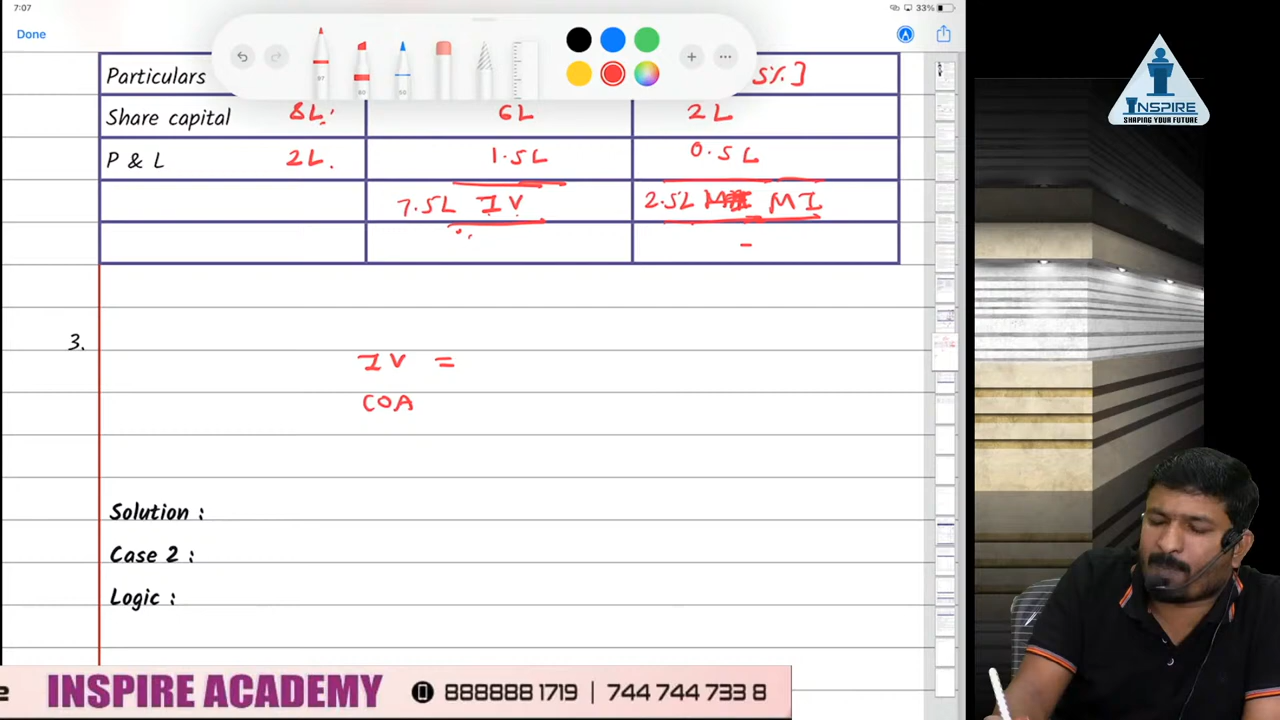 7:07
33%
Done
Particulars
5%]
Share capital 8L 6L 2L
P & L 2L. 1.5L 0.5L
7.5L IV 2.5L MI
-
3.
IV =
COA
Solution :
Case 2 :
Logic :
INSPIRE
SHAPING YOUR FUTURE
e INSPIRE ACADEMY 888888 1719 | 744 744 733 8